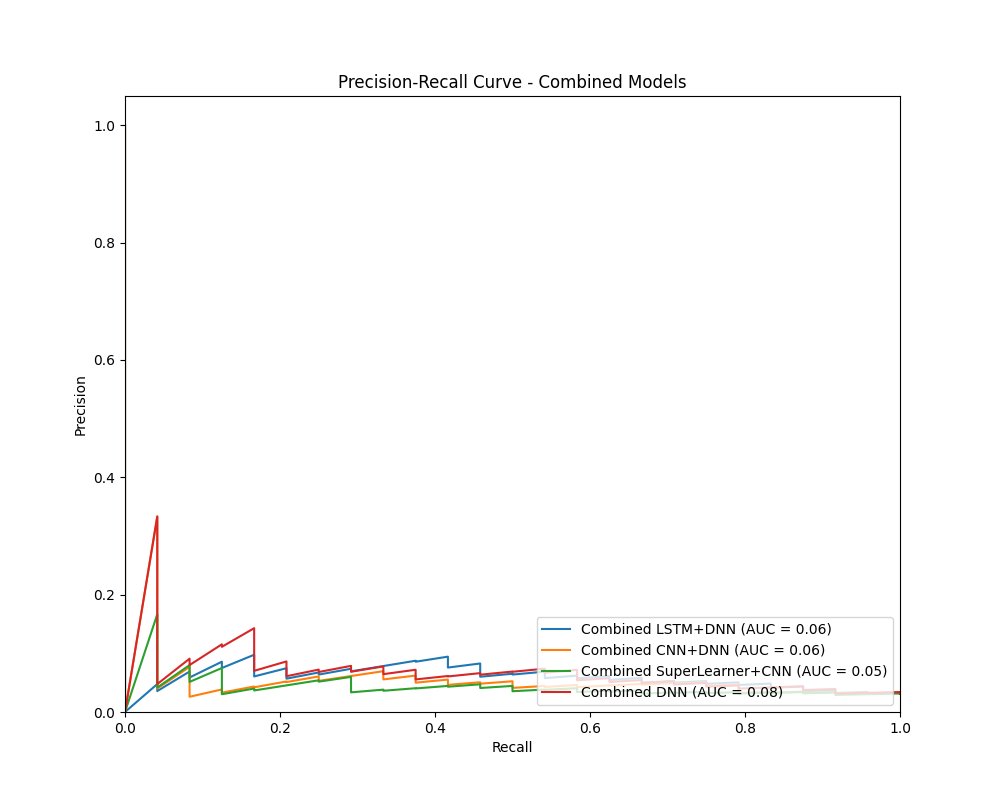 Precision-Recall Curve - Combined Models
1.0
0.8
0.6
0.4
0.2
0.0
Precision
0.0 0.2 0.4 0.6 0.8 1.0
Recall
Combined LSTM+DNN (AUC = 0.06)
Combined CNN+DNN (AUC = 0.06)
Combined SuperLearner+CNN (AUC = 0.05)
Combined DNN (AUC = 0.08)